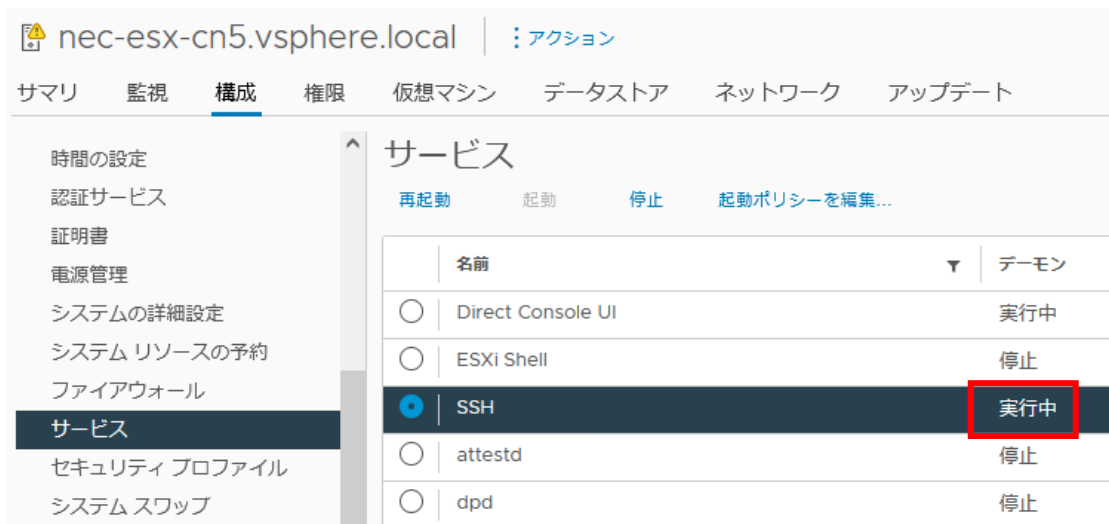 nec-esx-cn5.vsphere.local アクション
サマリ 監視 構成 権限 仮想マシン データストア ネットワーク アップデート
時間の設定
認証サービス
証明書
電源管理
システムの詳細設定
システム リソースの予約
ファイアウォール
サービス
セキュリティ プロファイル
システム スワップ
サービス
再起動 起動 停止 起動ポリシーを編集...
名前 デーモン
Direct Console UI 実行中
ESXi Shell 停止
SSH 実行中
attestd 停止
dpd 停止